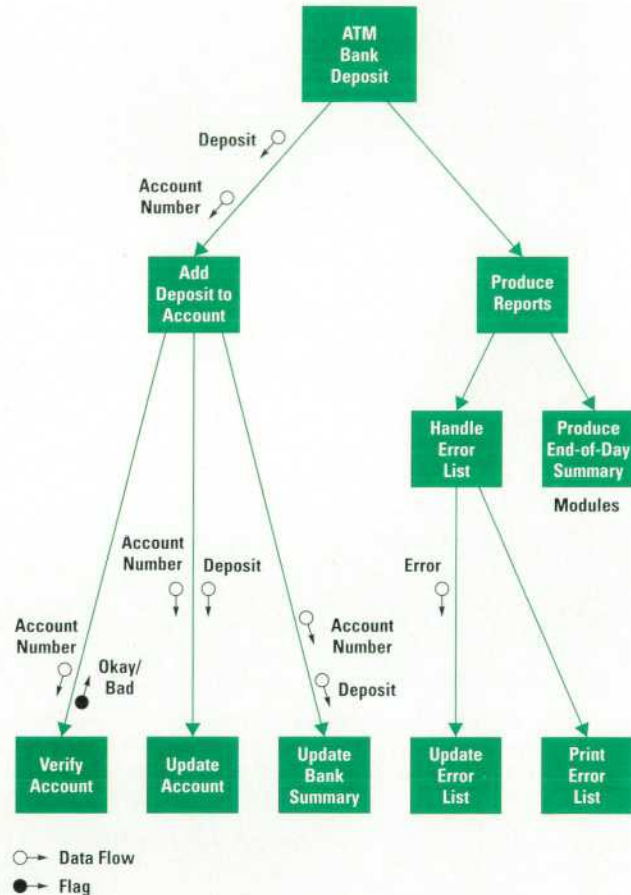 ATM
Bank
Deposit
Deposit
Account
Number
Add
Deposit to
Account
Produce
Reports
Handle
Error
List
Produce
End-of-Day
Summary
Modules
Account
Number
Deposit
Error
Account
Number
Okay/
Bad
Account
Number
Deposit
Verify
Account
Update
Account
Update
Bank
Summary
Update
Error
List
Print
Error
List
Data Flow
Flag